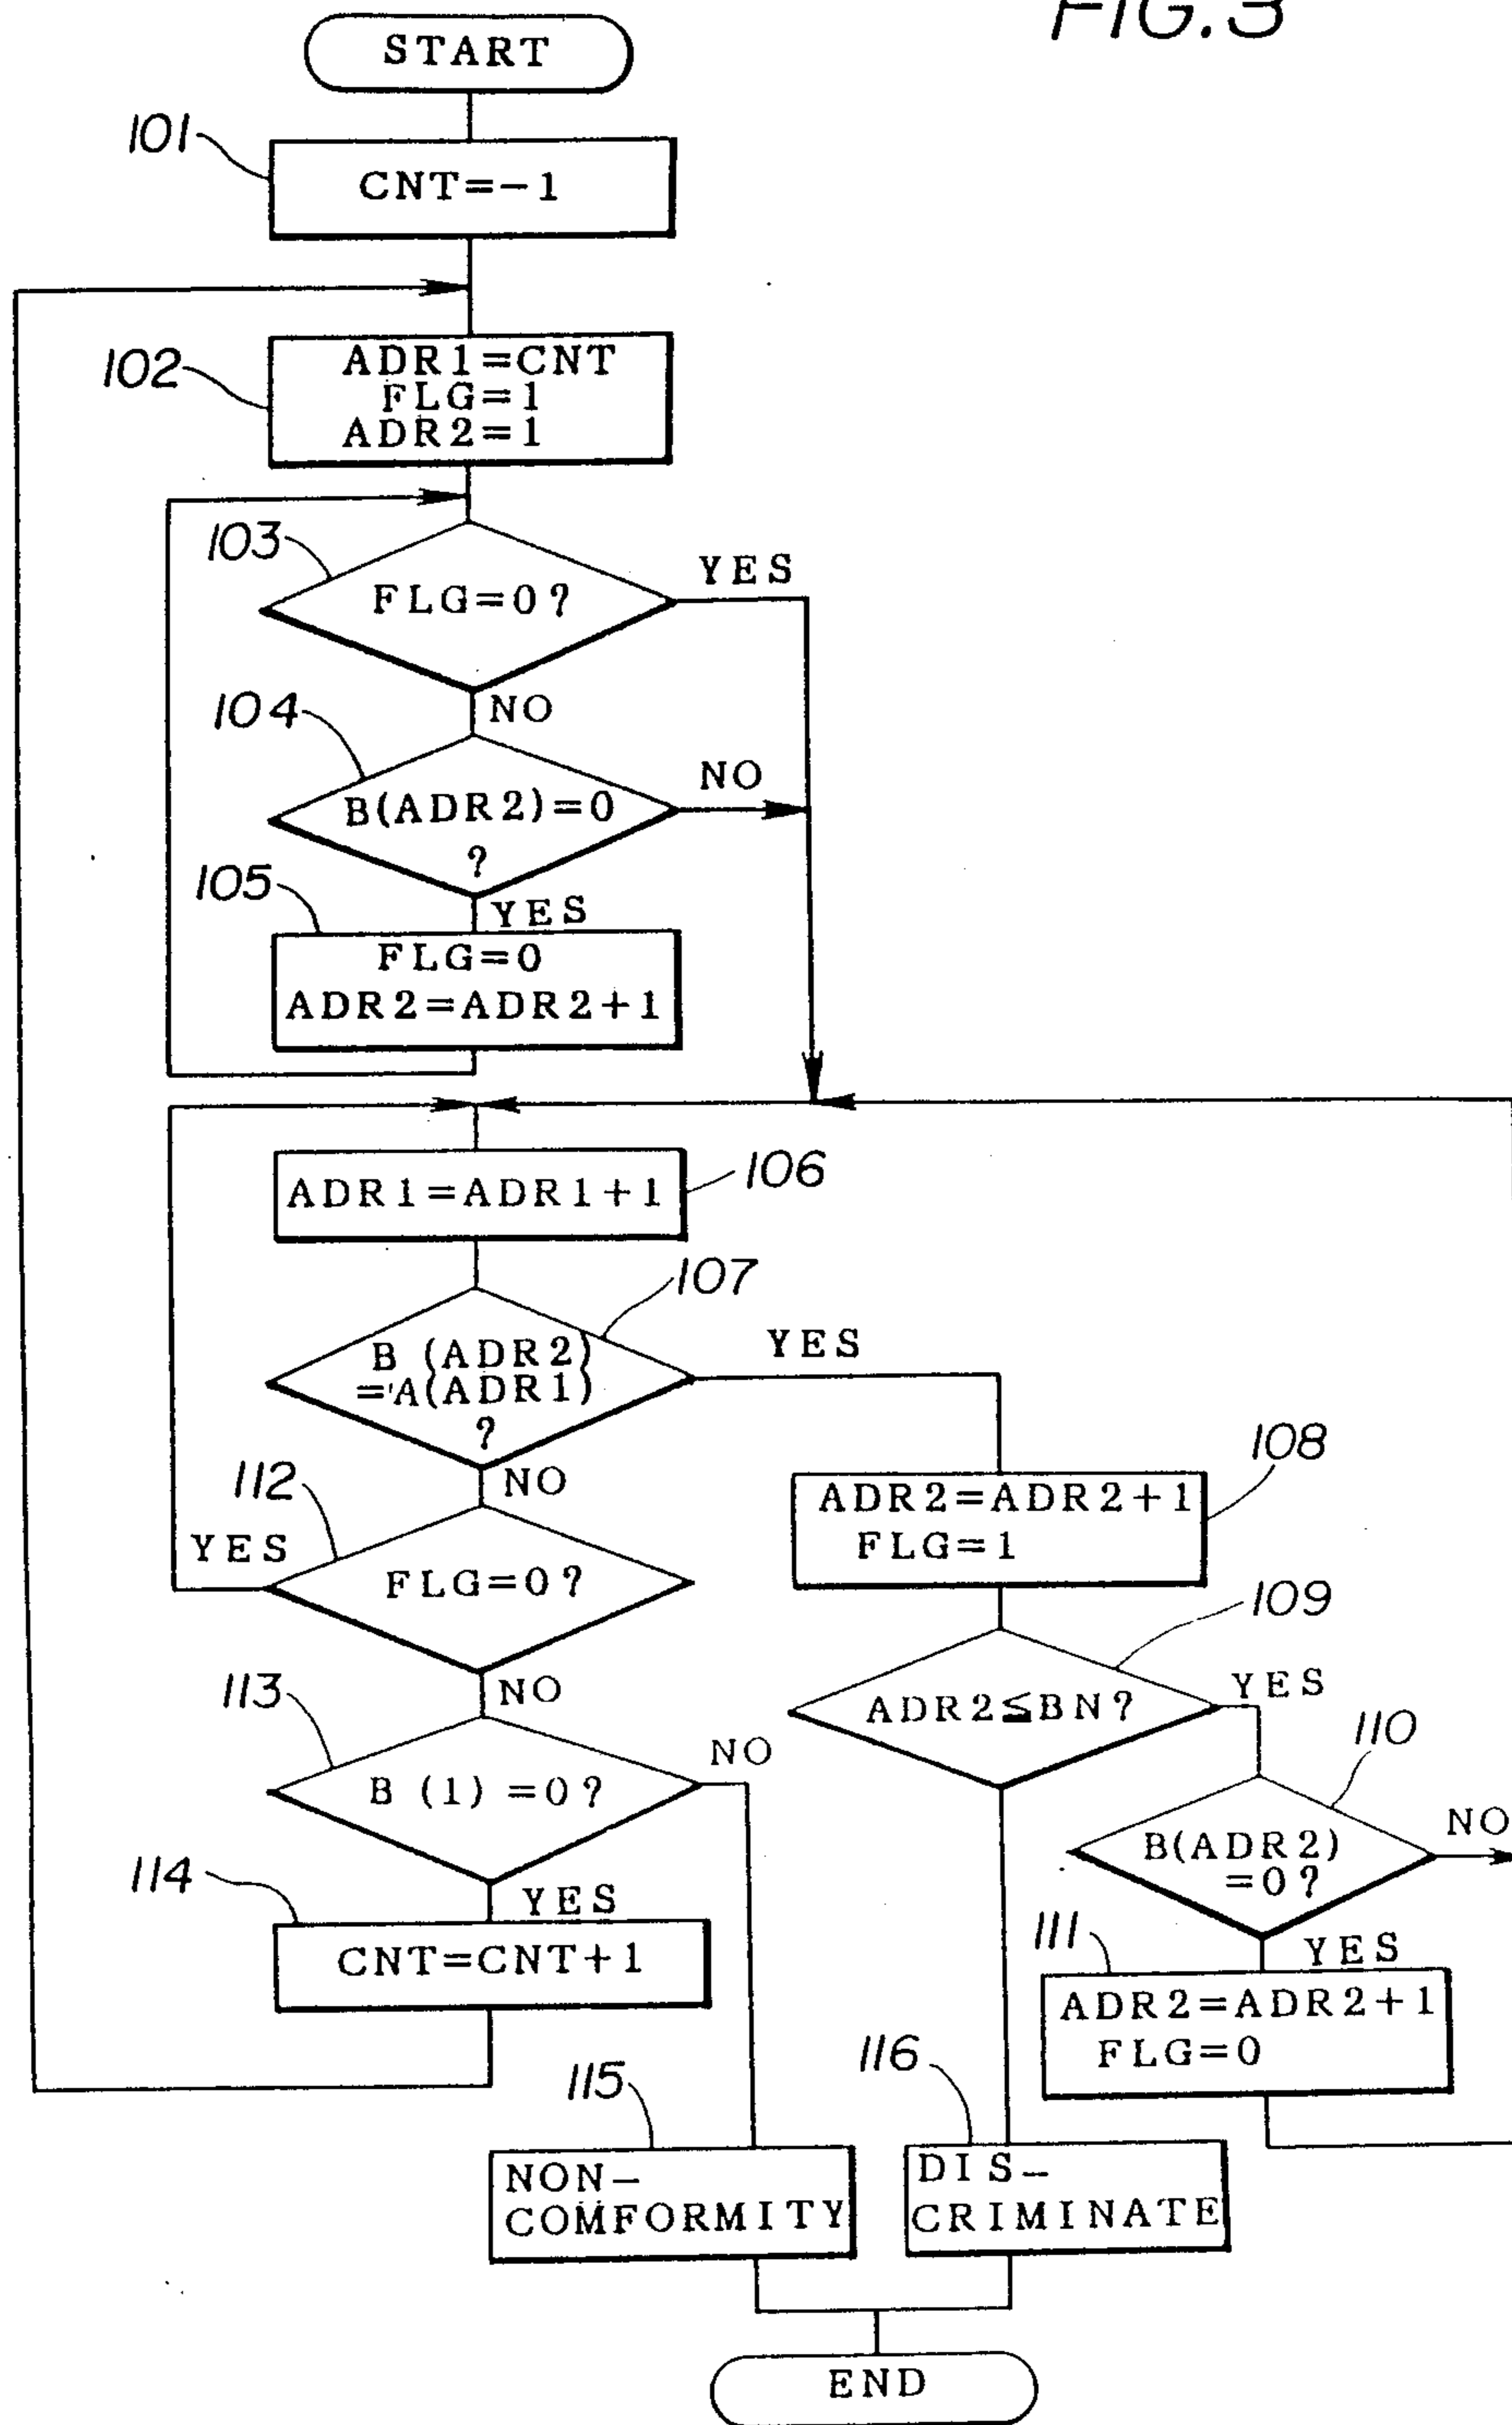 FIG.3
START
101
CNT=-1
102
ADR1=CNT
FLG=1
ADR2=1
103
FLG=0?
YES
NO
104
B(ADR2)=0
?
NO
YES
105
FLG=0
ADR2=ADR2+1
ADR1=ADR1+1
106
107
B (ADR2)
=A(ADR1)
?
YES
NO
108
ADR2=ADR2+1
FLG=1
112
YES
FLG=0?
NO
109
ADR2≦BN?
YES
113
B (1) =0?
NO
YES
110
B(ADR2)
=0?
NO
YES
114
CNT=CNT+1
111
ADR2=ADR2+1
FLG=0
115
NON-
COMFORMITY
116
DIS-
CRIMINATE
END